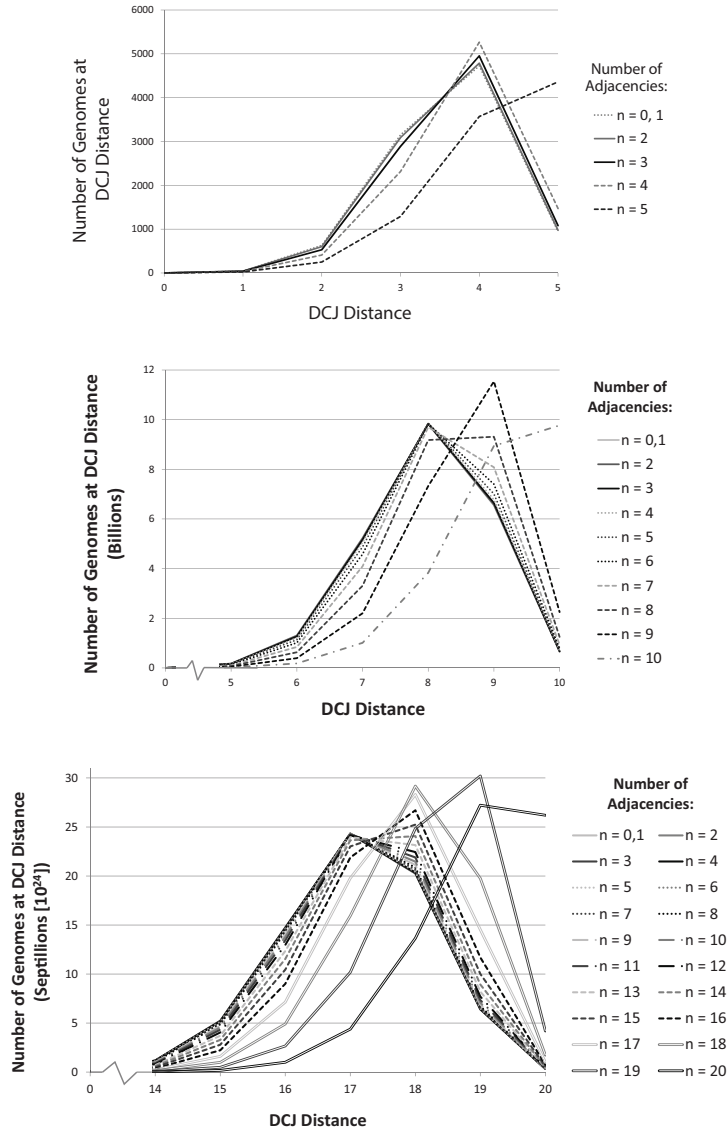 6000
5000
4000
3000
2000
1000
0
0 1 2 3 4 5
Number of Genomes at
DCJ Distance
DCJ Distance
Number of
Adjacencies:
n = 0, 1
n = 2
n = 3
n = 4
n = 5
12
10
8
6
4
2
0
0 5 6 7 8 9 10
Number of Genomes at DCJ Distance
(Billions)
DCJ Distance
Number of
Adjacencies:
n = 0,1
n = 2
n = 3
n = 4
n = 5
n = 6
n = 7
n = 8
n = 9
n = 10
30
25
20
15
10
5
0
0 14 15 16 17 18 19 20
Number of Genomes at DCJ Distance
(Septillions [10²⁴])
DCJ Distance
Number of
Adjacencies:
n = 0,1 n = 2
n = 3 n = 4
n = 5 n = 6
n = 7 n = 8
n = 9 n = 10
n = 11 n = 12
n = 13 n = 14
n = 15 n = 16
n = 17 n = 18
n = 19 n = 20